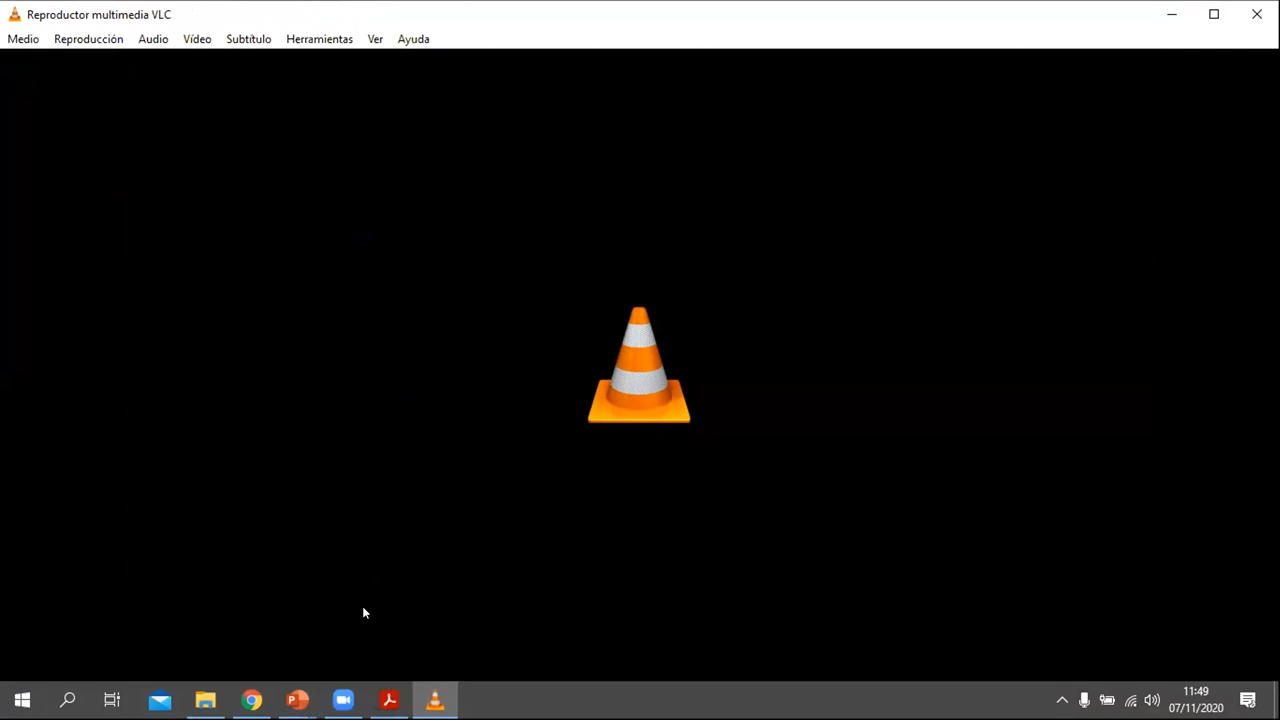 Reproductor multimedia VLC
Medio Reproducción Audio Vídeo Subtítulo Herramientas Ver Ayuda
11:49
07/11/2020